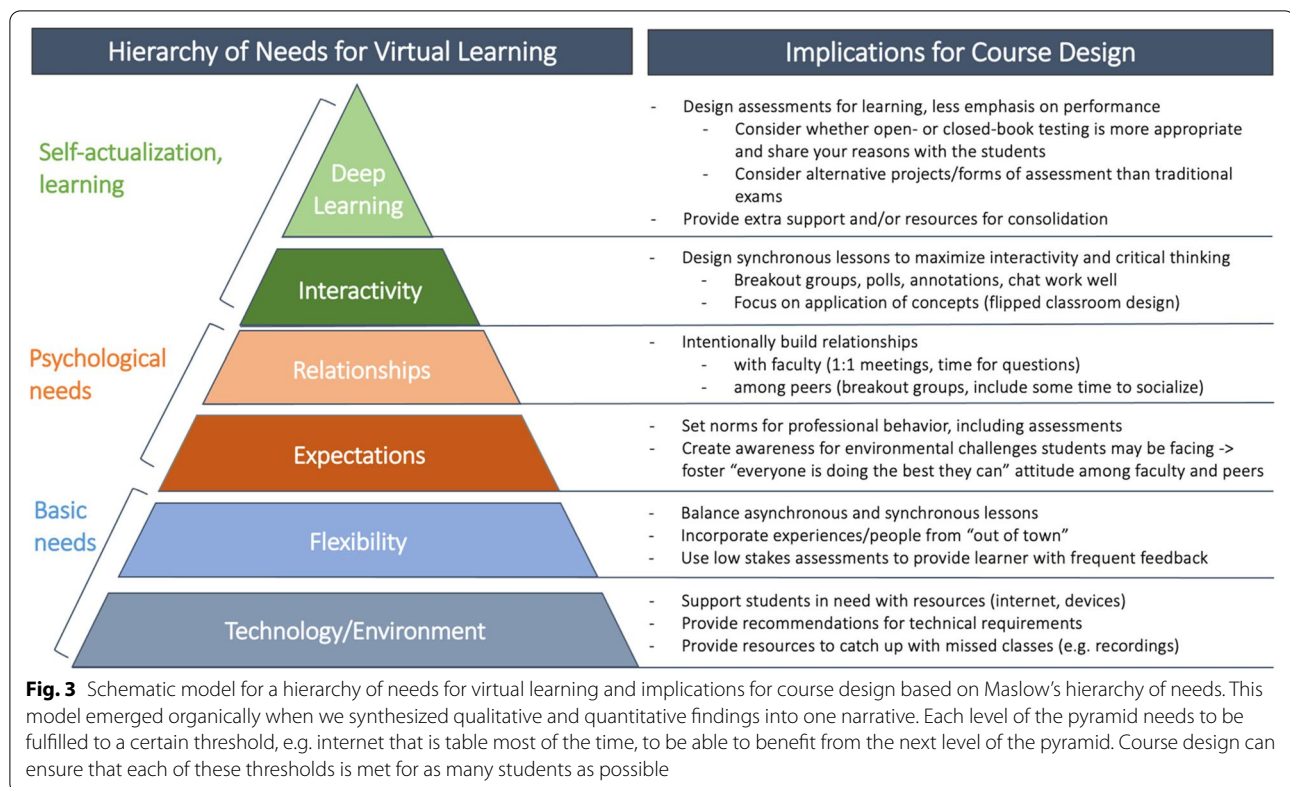 Hierarchy of Needs for Virtual Learning
Implications for Course Design
Self-actualization,
learning
Deep
Learning
- Design assessments for learning, less emphasis on performance
- Consider whether open- or closed-book testing is more appropriate
and share your reasons with the students
- Consider alternative projects/forms of assessment than traditional
exams
- Provide extra support and/or resources for consolidation
Interactivity
- Design synchronous lessons to maximize interactivity and critical thinking
- Breakout groups, polls, annotations, chat work well
- Focus on application of concepts (flipped classroom design)
Psychological
needs
Relationships
- Intentionally build relationships
- with faculty (1:1 meetings, time for questions)
- among peers (breakout groups, include some time to socialize)
Expectations
- Set norms for professional behavior, including assessments
- Create awareness for environmental challenges students may be facing ->
foster “everyone is doing the best they can” attitude among faculty and peers
Basic
needs
Flexibility
- Balance asynchronous and synchronous lessons
- Incorporate experiences/people from “out of town”
- Use low stakes assessments to provide learner with frequent feedback
Technology/Environment
- Support students in need with resources (internet, devices)
- Provide recommendations for technical requirements
- Provide resources to catch up with missed classes (e.g. recordings)
Fig. 3 Schematic model for a hierarchy of needs for virtual learning and implications for course design based on Maslow’s hierarchy of needs. This
model emerged organically when we synthesized qualitative and quantitative findings into one narrative. Each level of the pyramid needs to be
fulfilled to a certain threshold, e.g. internet that is table most of the time, to be able to benefit from the next level of the pyramid. Course design can
ensure that each of these thresholds is met for as many students as possible